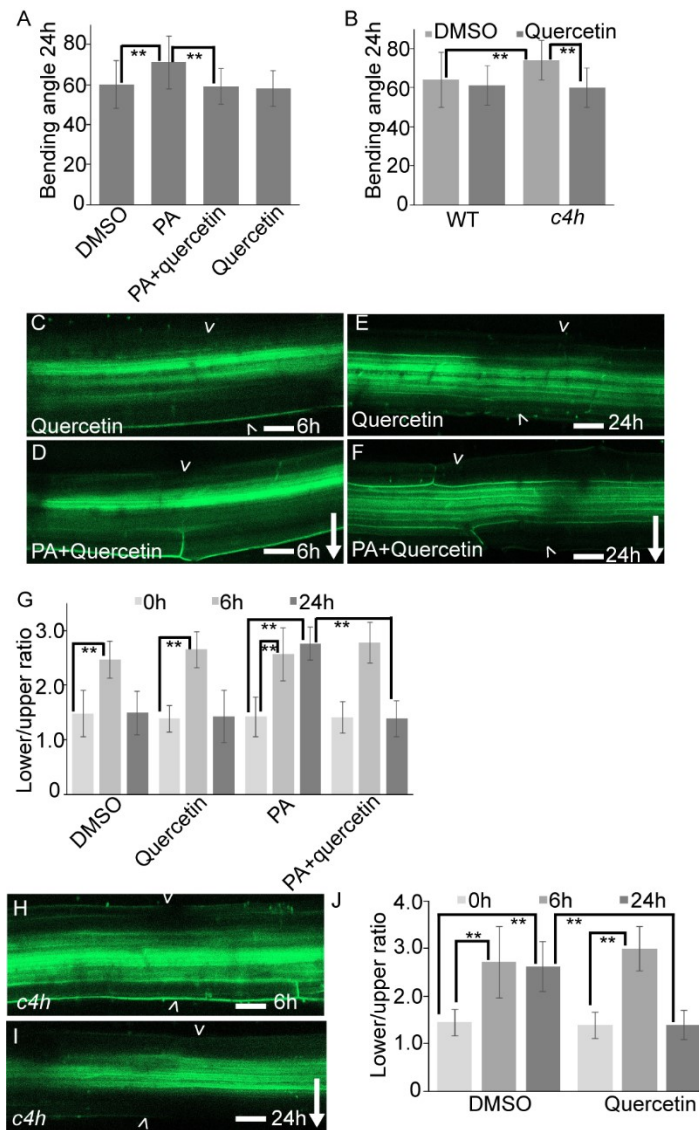 A
Bending angle 24h
80
60
40
20
0
**
**
DMSO
PA
PA+quercetin
Quercetin
B
Bending angle 24h
DMSO
Quercetin
80
60
40
20
0
**
**
WT
c4h
C
Quercetin
6h
E
Quercetin
24h
D
PA+Quercetin
6h
F
PA+Quercetin
24h
G
0h
6h
24h
Lower/upper ratio
3.0
2.0
1.0
0
**
**
**
**
**
DMSO
Quercetin
PA
PA+quercetin
H
c4h
6h
I
c4h
24h
J
0h
6h
24h
Lower/upper ratio
4.0
3.0
2.0
1.0
0
**
**
**
**
DMSO
Quercetin